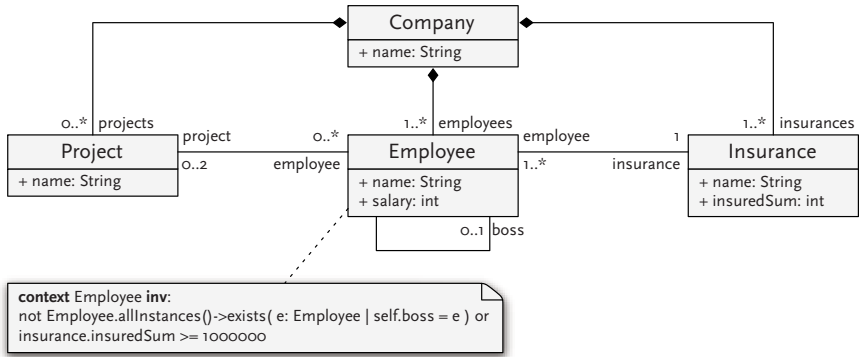 Company
+ name: String
0..* projects
1..* employees
1..* insurances
project
0..*
employee
1
Project
Employee
Insurance
0..2
employee
1..*
insurance
+ name: String
+ name: String
+ salary: int
+ name: String
+ insuredSum: int
0..1 boss
context Employee inv:
not Employee.allInstances()->exists( e: Employee | self.boss = e ) or
insurance.insuredSum >= 1000000